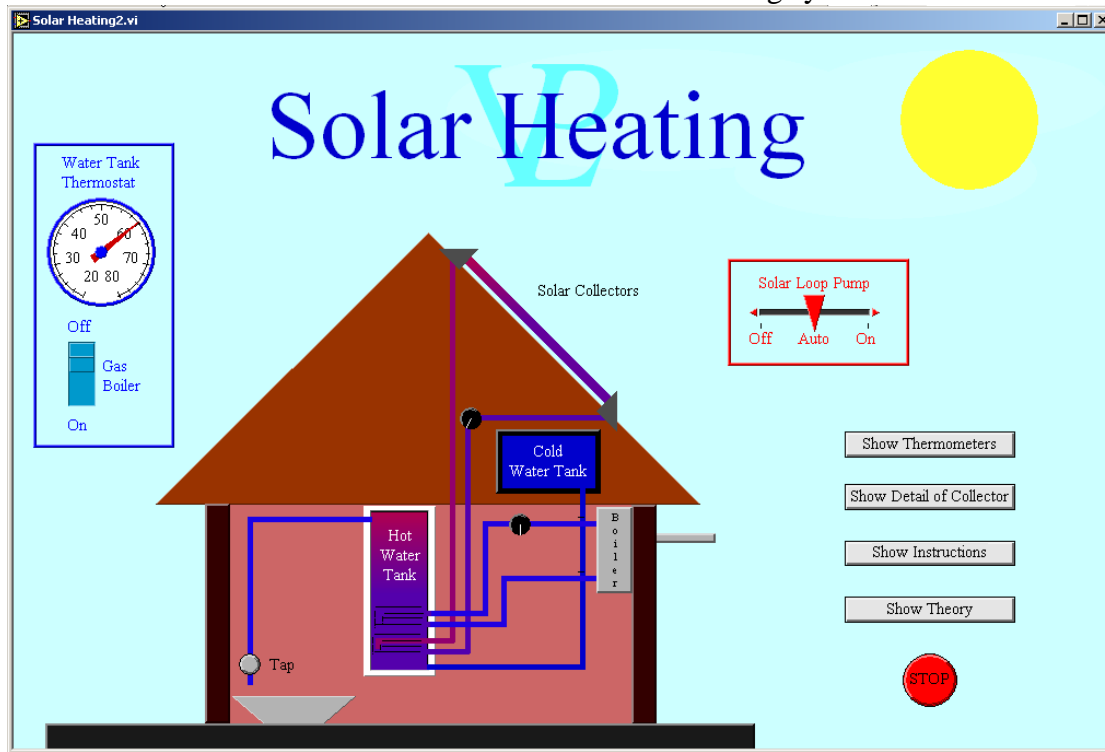 Solar Heating2.vi
VL
Solar Heating
Water Tank
Thermostat
50
40
60
30
70
20 80
Off
Gas
Boiler
On
Solar Collectors
Solar Loop Pump
Off Auto On
Cold
Water Tank
Boiler
Hot
Water
Tank
Tap
Show Thermometers
Show Detail of Collector
Show Instructions
Show Theory
STOP